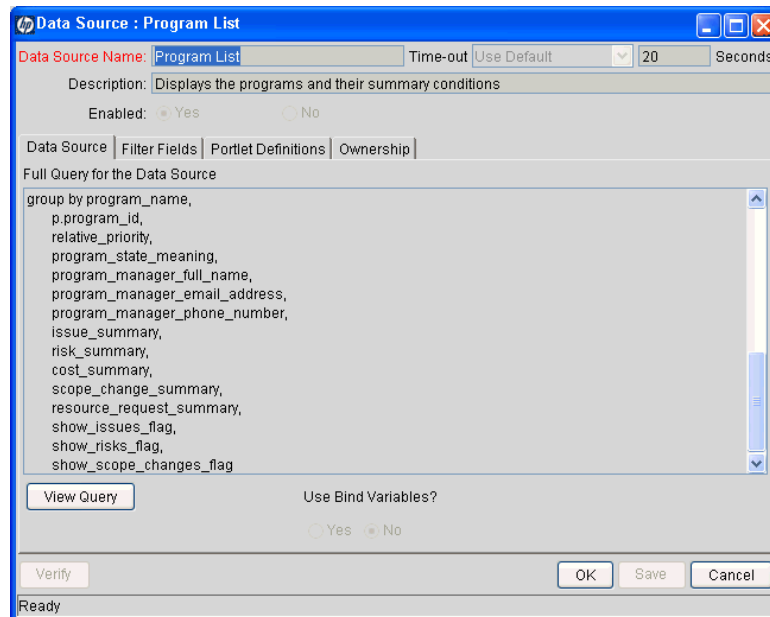 hp Data Source : Program List
Data Source Name: Program List Time-out Use Default 20 Seconds
Description: Displays the programs and their summary conditions
Enabled: Yes No
Data Source Filter Fields Portlet Definitions Ownership
Full Query for the Data Source
group by program_name,
p.program_id,
relative_priority,
program_state_meaning,
program_manager_full_name,
program_manager_email_address,
program_manager_phone_number,
issue_summary,
risk_summary,
cost_summary,
scope_change_summary,
resource_request_summary,
show_issues_flag,
show_risks_flag,
show_scope_changes_flag
View Query Use Bind Variables?
Yes No
Verify OK Save Cancel
Ready